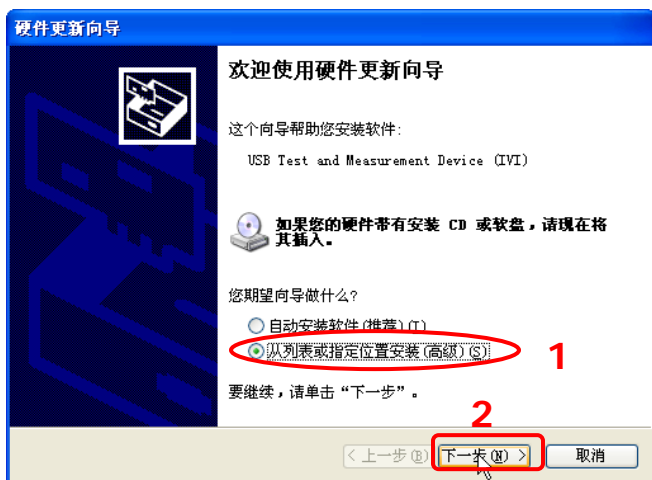 硬件更新向导
欢迎使用硬件更新向导
这个向导帮助您安装软件:
USB Test and Measurement Device (IVI)
如果您的硬件带有安装 CD 或软盘，请现在将
其插入。
您期望向导做什么?
自动安装软件(推荐)(I)
从列表或指定位置安装(高级)(S)
1
要继续，请单击“下一步”。
2
< 上一步(B)
下一步(N) >
取消